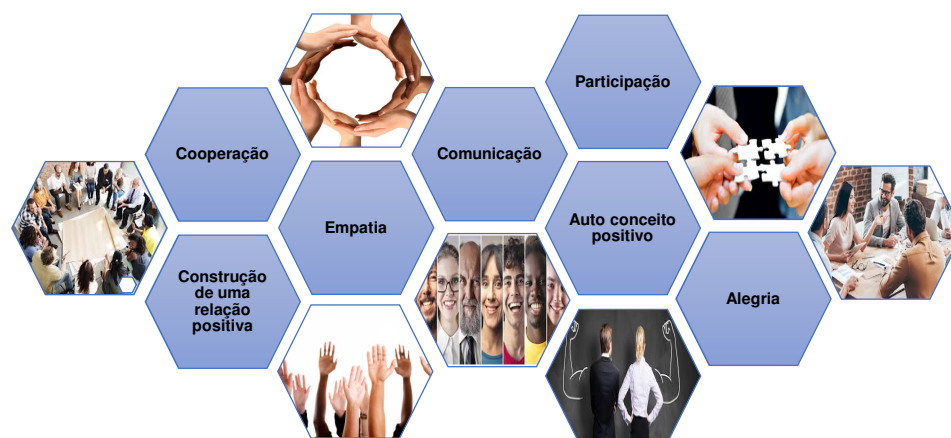 Participação
Cooperação
Comunicação
Empatia
Auto conceito
positivo
Construção
de uma
relação
positiva
Alegria